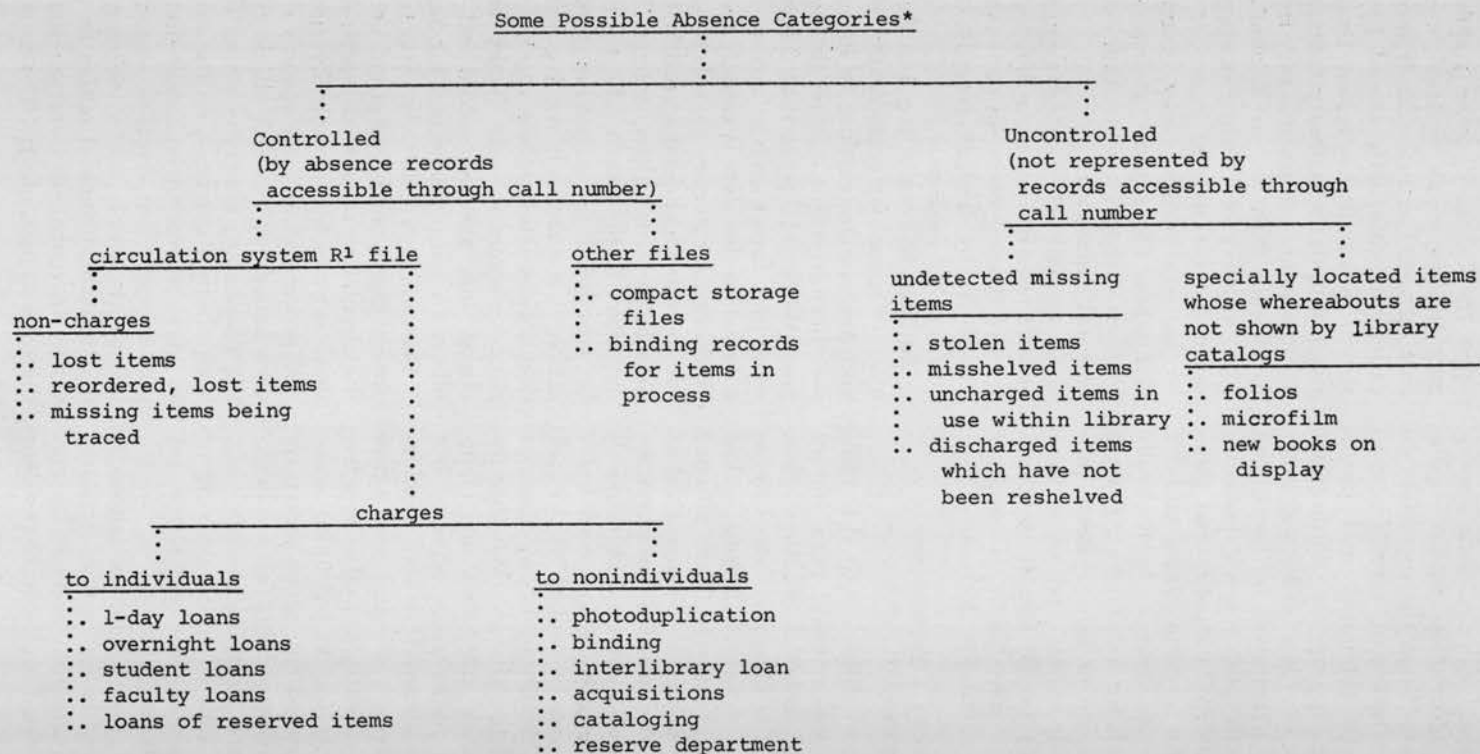 Some Possible Absence Categories*
Controlled
(by absence records
accessible through call number)
circulation system R1 file
non-charges
lost items
reordered, lost items
missing items being
traced
other files
compact storage
files
binding records
for items in
process
charges
to individuals
1-day loans
overnight loans
student loans
faculty loans
loans of reserved items
to nonindividuals
photoduplication
binding
interlibrary loan
acquisitions
cataloging
reserve department
Uncontrolled
(not represented by
records accessible through
call number
undetected missing
items
stolen items
misshelved items
uncharged items in
use within library
discharged items
which have not
been reshelved
specially located items
whose whereabouts are
not shown by library
catalogs
folios
microfilm
new books on
display